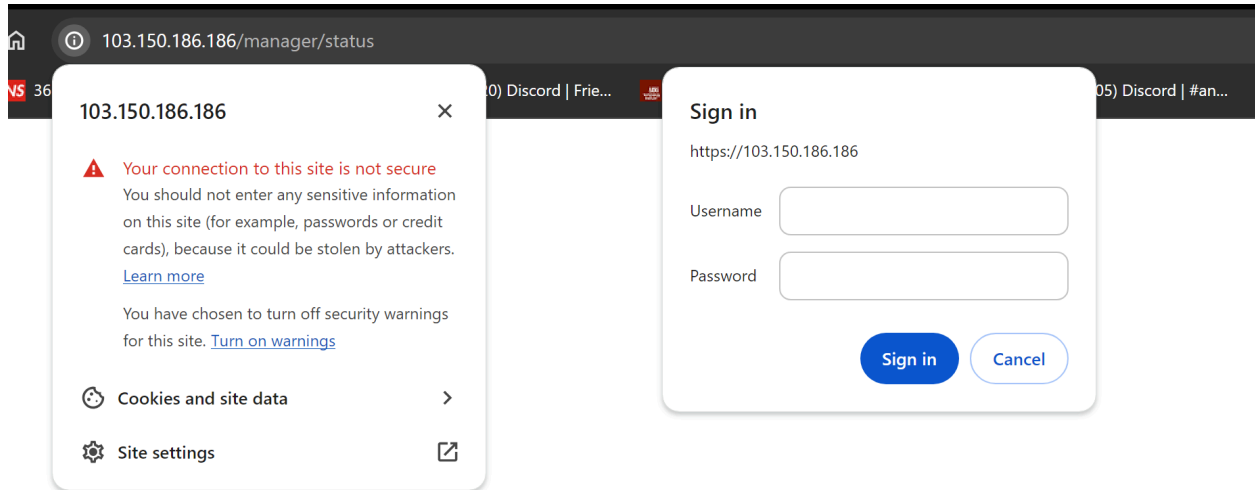 103.150.186.186/manager/status
NS 36
20) Discord | Frie...
05) Discord | #an...
103.150.186.186
Your connection to this site is not secure
You should not enter any sensitive information
on this site (for example, passwords or credit
cards), because it could be stolen by attackers.
Learn more
You have chosen to turn off security warnings
for this site. Turn on warnings
Cookies and site data
Site settings
Sign in
https://103.150.186.186
Username
Password
Sign in
Cancel